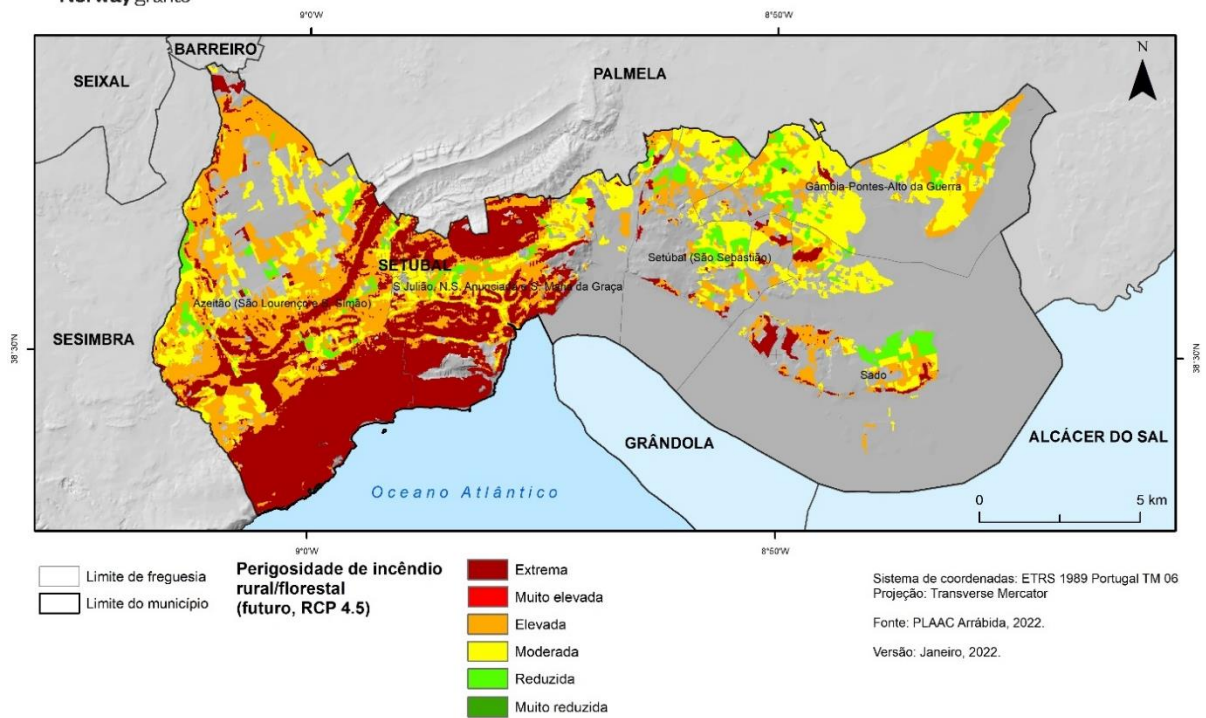 Norway grants
9°0'W
8°50'W
BARREIRO
SEIXAL
PALMELA
N
Gâmbia-Pontes-Alto da Guerra
SETÚBAL
Setúbal (São Sebastião)
S.Julião, N.S. Anunciada e S. Maria da Graça
Azeitão (São Lourenço e S. Simão)
SESIMBRA
38°30'N
38°30'N
Sado
GRÂNDOLA
ALCÁCER DO SAL
Oceano Atlântico
0 5 km
9°0'W
8°50'W
Limite de freguesia
Limite do município
Perigosidade de incêndio
rural/florestal
(futuro, RCP 4.5)
Extrema
Muito elevada
Elevada
Moderada
Reduzida
Muito reduzida
Sistema de coordenadas: ETRS 1989 Portugal TM 06
Projeção: Transverse Mercator
Fonte: PLAAC Arrábida, 2022.
Versão: Janeiro, 2022.